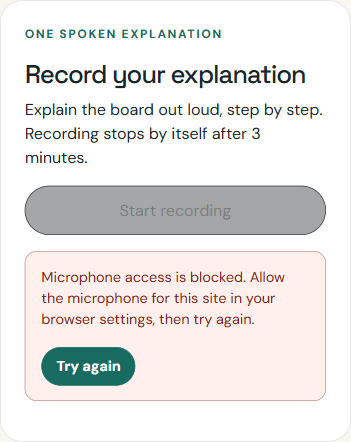 ONE SPOKEN EXPLANATION
Record your explanation
Explain the board out loud, step by step.
Recording stops by itself after 3
minutes.
Start recording
Microphone access is blocked. Allow
the microphone for this site in your
browser settings, then try again.
Try again